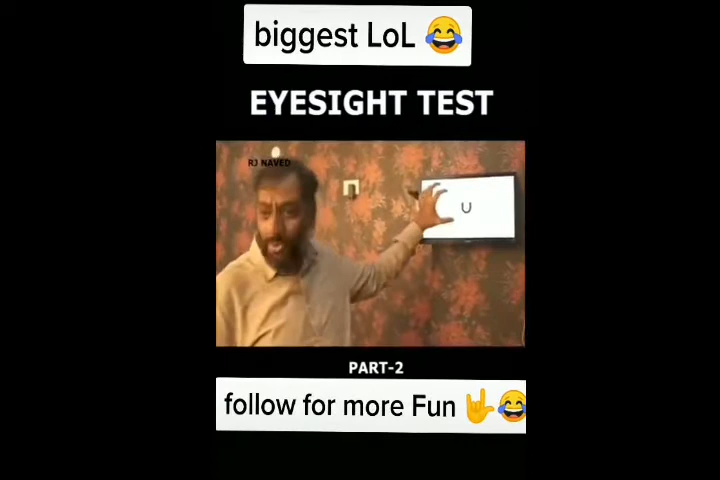 biggest LoL 😂
EYESIGHT TEST
RJ NAVED
U
PART-2
follow for more Fun 🤟😂